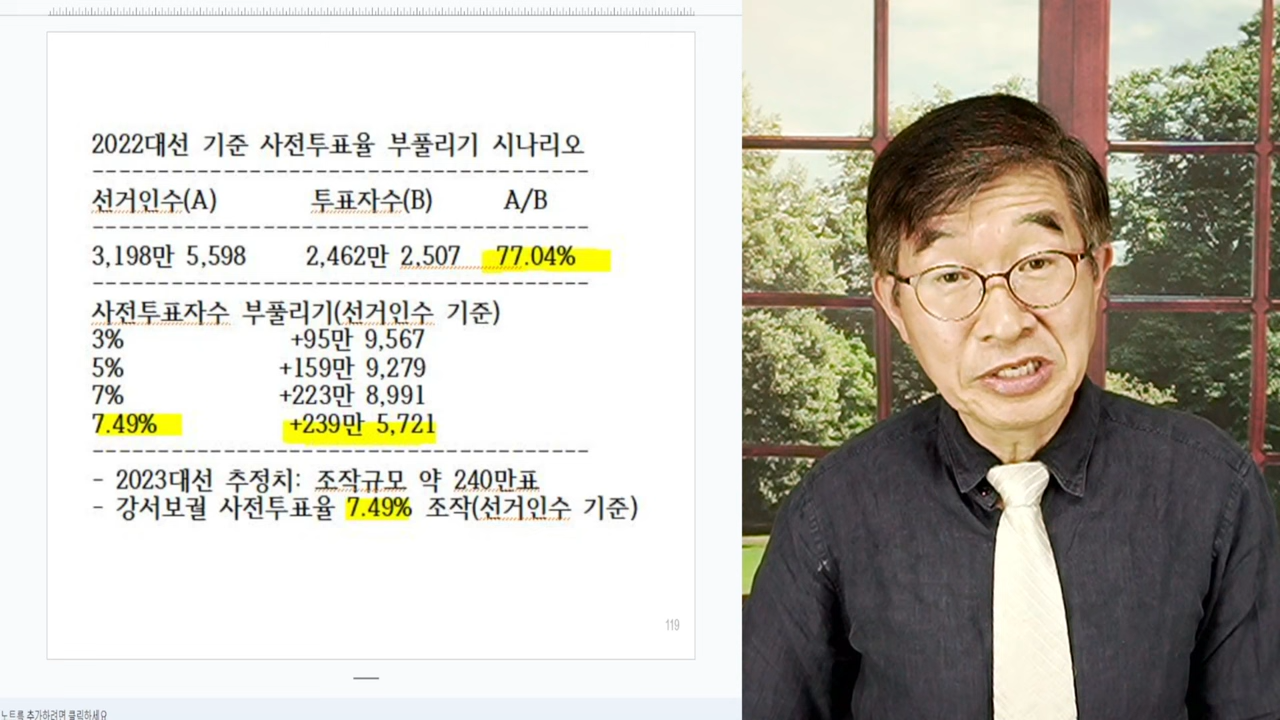 2022대선 기준 사전투표율 부풀리기 시나리오
선거인수(A) 투표자수(B) A/B
3,198만 5,598 2,462만 2,507 77.04%
사전투표자수 부풀리기(선거인수 기준)
3% +95만 9,567
5% +159만 9,279
7% +223만 8,991
7.49% +239만 5,721
- 2023대선 추정치: 조작규모 약 240만표
- 강서보궐 사전투표율 7.49% 조작(선거인수 기준)
119
노트를 추가하려면 클릭하세요